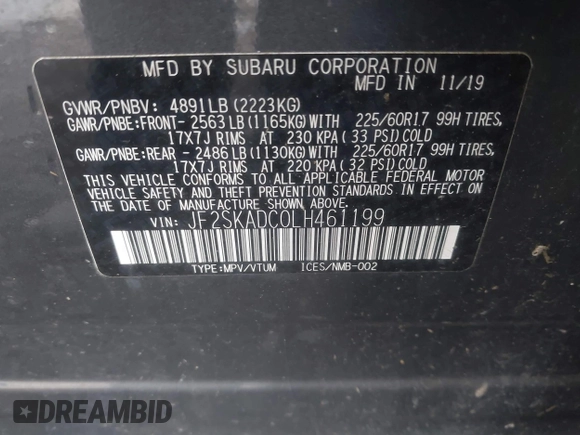 MFD BY SUBARU CORPORATION
MFD IN 11/19
GVWR/PNBV: 4891LB(2223KG)
GAWR/PNBE:FRONT-2563LB(1165KG)WITH 225/60R17 99H TIRES,
17X7J RIMS AT 230 KPA(33 PSI)COLD
GAWR/PNBE:REAR -2486LB(1130KG)WITH 225/60R17 99H TIRES,
17X7J RIMS AT 220 KPA(32 PSI)COLD
THIS VEHICLE CONFORMS TO ALL APPLICABLE FEDERAL MOTOR
VEHICLE SAFETY AND THEFT PREVENTION STANDARDS IN EFFECT ON
THE DATE OF MANUFACTURE SHOWN ABOVE.
VIN: JF2SKADC0LH461199
TYPE:MPV/VTUM ICES/NMB-002
DREAMBID